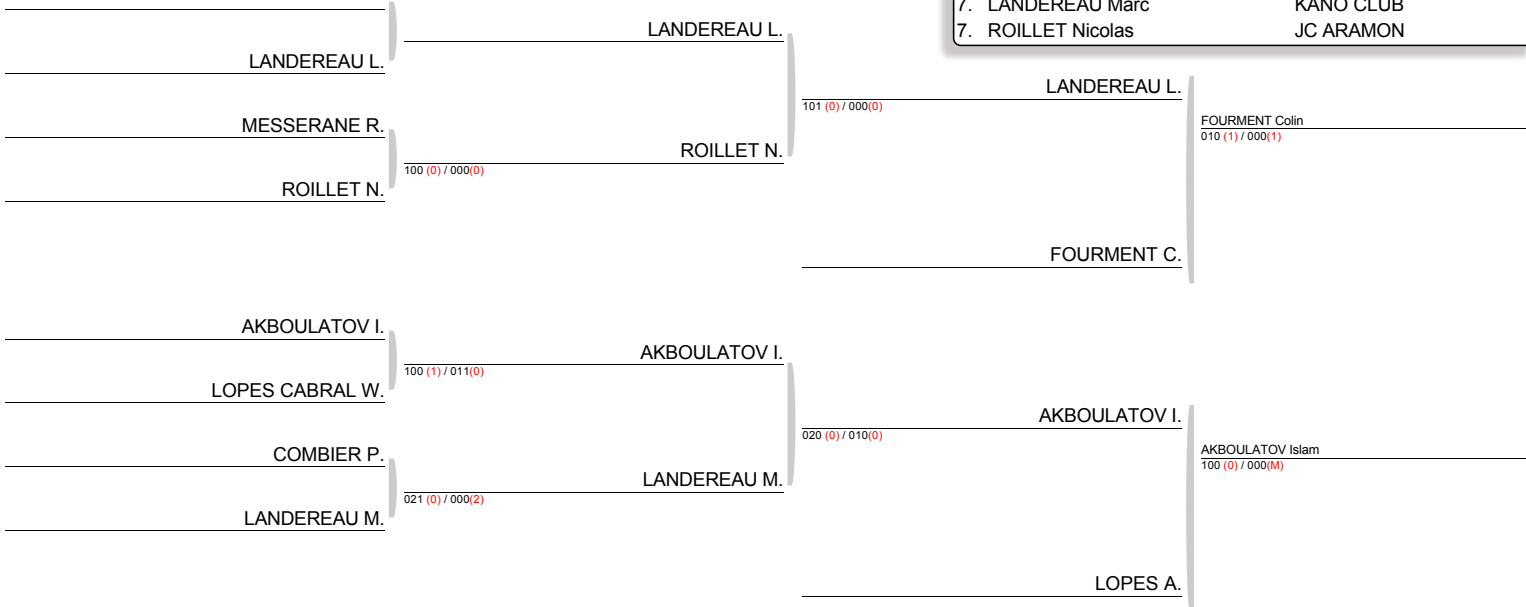 7. LANDEREAU Marc KANO CLUB
7. ROILLET Nicolas JC ARAMON
LANDEREAU L.
LANDEREAU L.
LANDEREAU L.
101 (0) / 000(0)
FOURMENT Colin
010 (1) / 000(1)
MESSERANE R.
ROILLET N.
100 (0) / 000(0)
ROILLET N.
FOURMENT C.
AKBOULATOV I.
AKBOULATOV I.
100 (1) / 011(0)
LOPES CABRAL W.
AKBOULATOV I.
020 (0) / 010(0)
AKBOULATOV Islam
100 (0) / 000(M)
COMBIER P.
LANDEREAU M.
021 (0) / 000(2)
LANDEREAU M.
LOPES A.